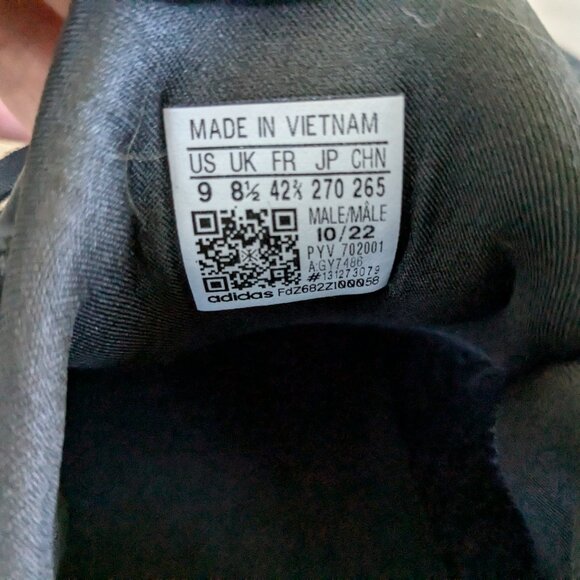 MADE IN VIETNAM
US UK FR JP CHN
9 8½ 42⅔ 270 265
MALE/MÂLE
10/22
PYV 702001
A:GY7486
#131273079
adidas FdZ682Z100058